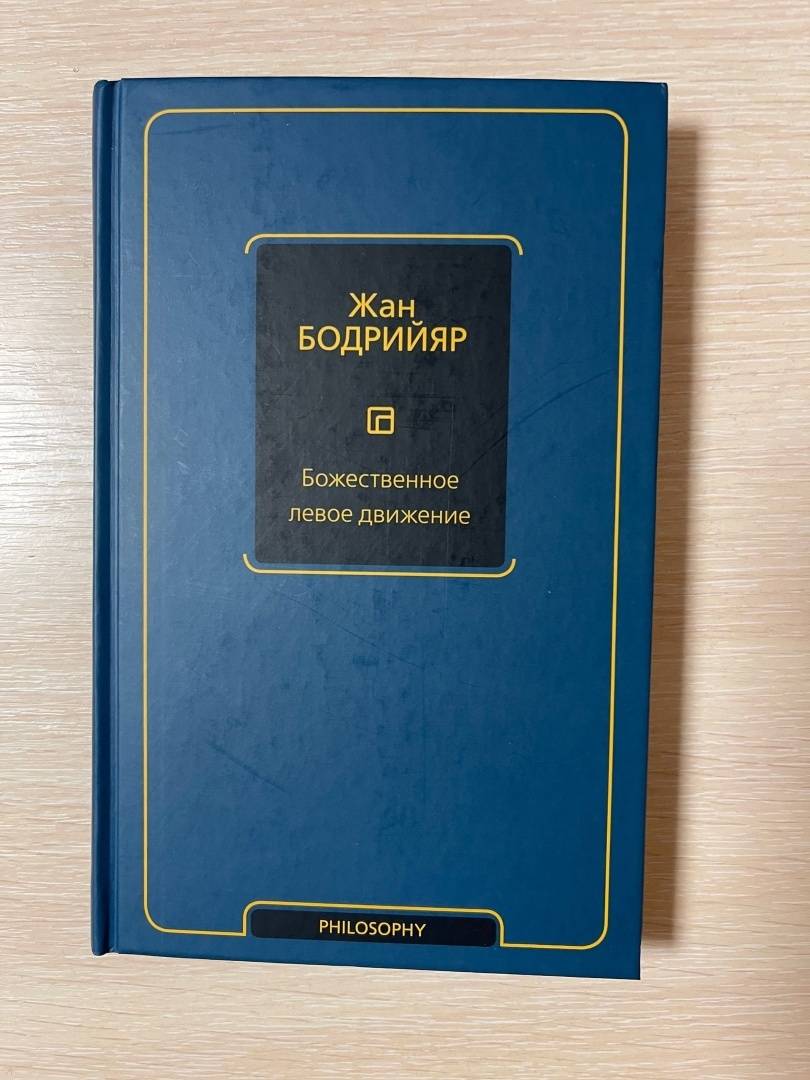 Жан
БОДРИЙЯР
Божественное
левое движение
PHILOSOPHY